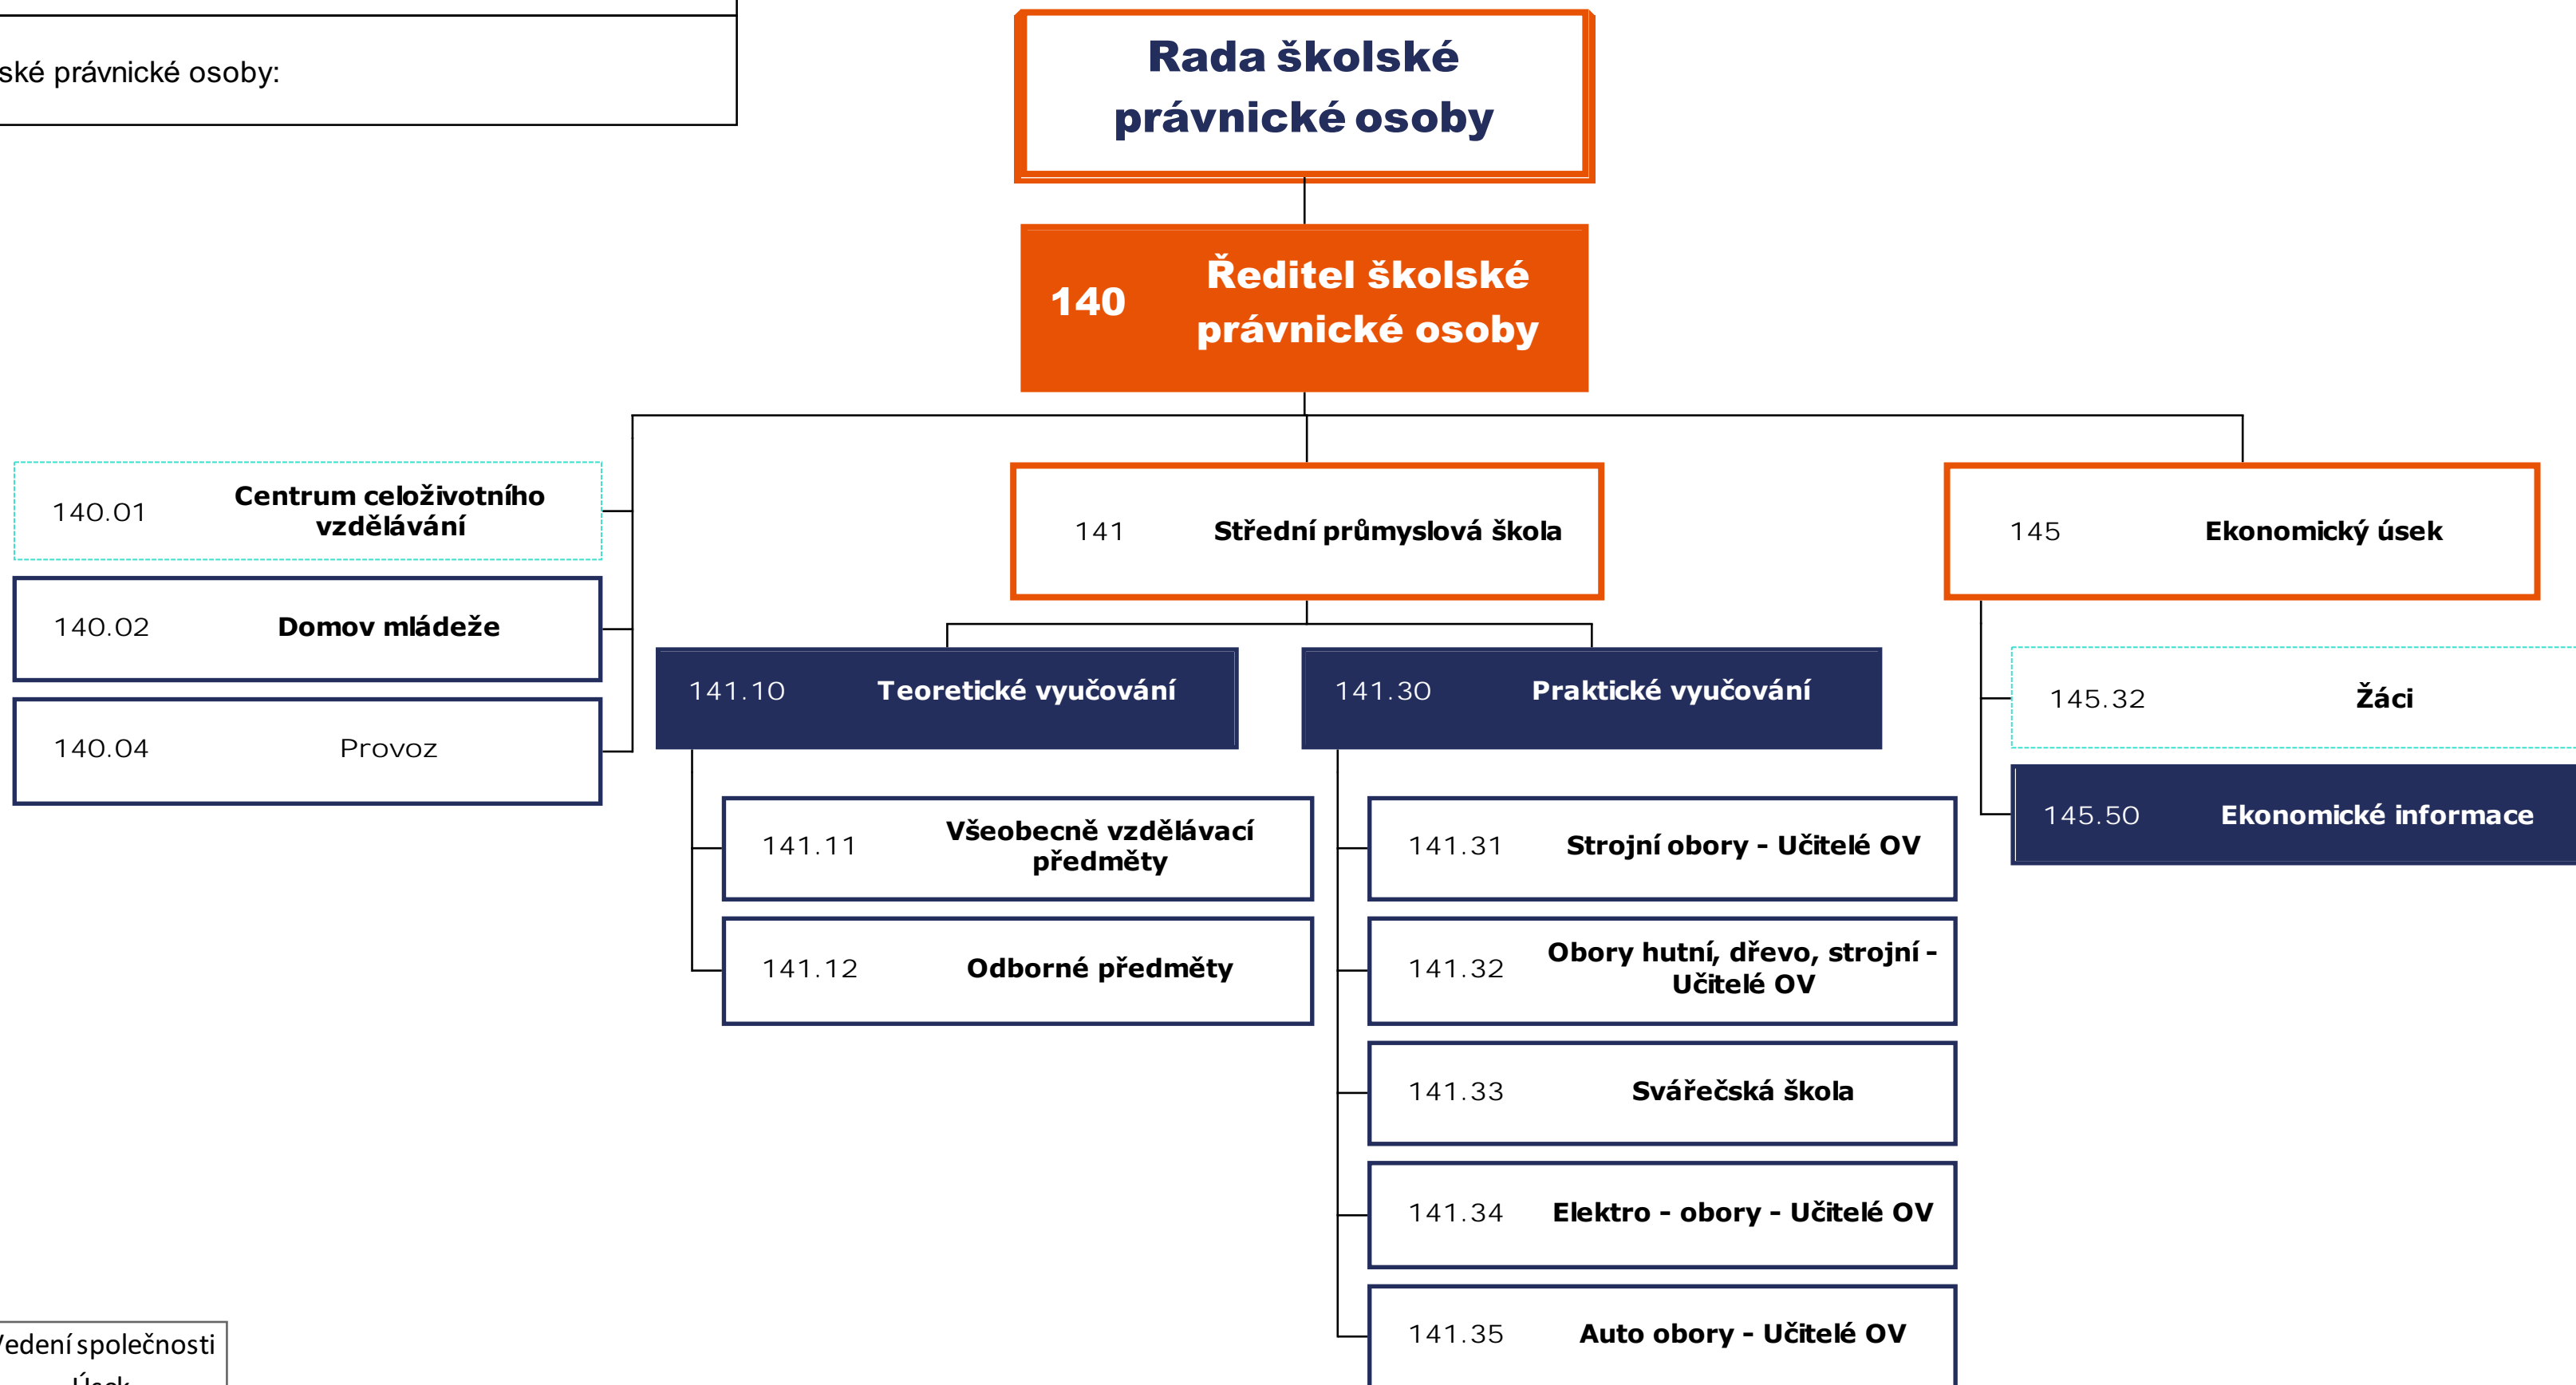 ské právnické osoby:
Rada školské
právnické osoby
140
Ředitel školské
právnické osoby
140.01
Centrum celoživotního
vzdělávání
140.02
Domov mládeže
140.04
Provoz
141
Střední průmyslová škola
141.10
Teoretické vyučování
141.11
Všeobecně vzdělávací
předměty
141.12
Odborné předměty
141.30
Praktické vyučování
141.31
Strojní obory - Učitelé OV
141.32
Obory hutní, dřevo, strojní -
Učitelé OV
141.33
Svářečská škola
141.34
Elektro - obory - Učitelé OV
141.35
Auto obory - Učitelé OV
145
Ekonomický úsek
145.32
Žáci
145.50
Ekonomické informace
Vedení společnosti
Úsek